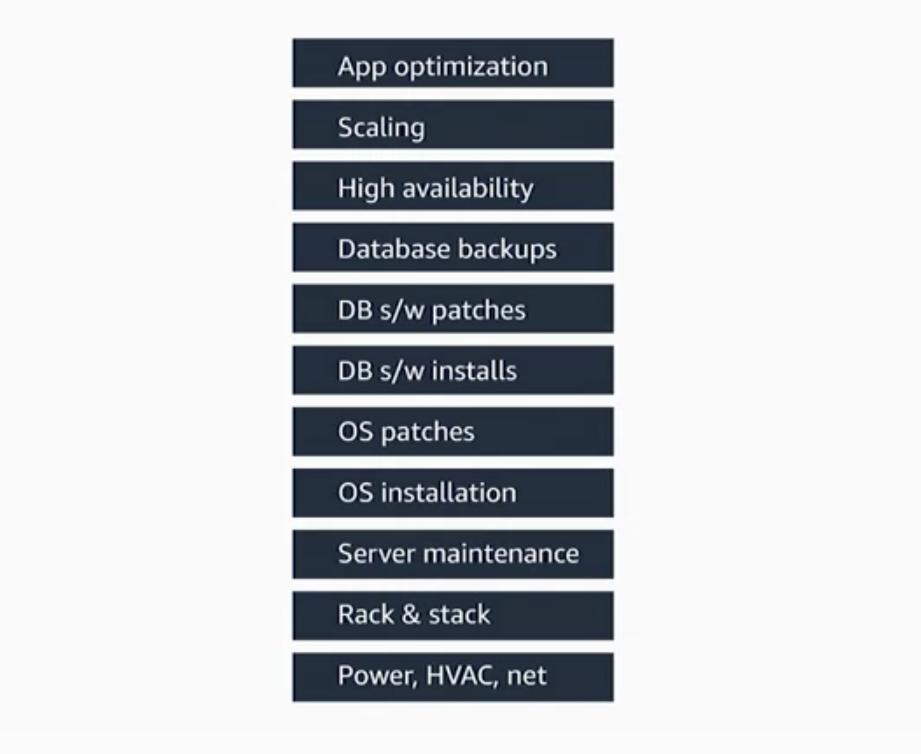 App optimization
Scaling
High availability
Database backups
DB s/w patches
DB s/w installs
OS patches
OS installation
Server maintenance
Rack & stack
Power, HVAC, net